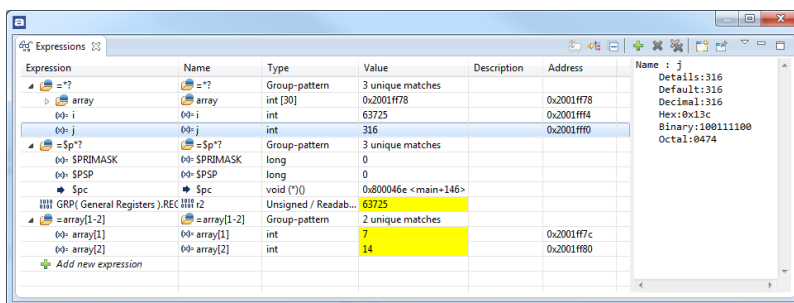 Expressions
Expression Name Type Value Description Address
=*? =*? Group-pattern 3 unique matches
array array int [30] 0x2001ff78 0x2001ff78
(x)= i (x)= i int 63725 0x2001fff4
(x)= j (x)= j int 316 0x2001fff0
=$p*? =$p*? Group-pattern 3 unique matches
(x)= $PRIMASK (x)= $PRIMASK long 0
(x)= $PSP (x)= $PSP long 0
$pc $pc void (*)() 0x800046e <main+146>
1010 0101 GRP( General Registers ).REG 1010 0101 r2 Unsigned / Readab... 63725
=array[1-2] =array[1-2] Group-pattern 2 unique matches
(x)= array[1] (x)= array[1] int 7 0x2001ff7c
(x)= array[2] (x)= array[2] int 14 0x2001ff80
Add new expression
Name : j
Details:316
Default:316
Decimal:316
Hex:0x13c
Binary:100111100
Octal:0474